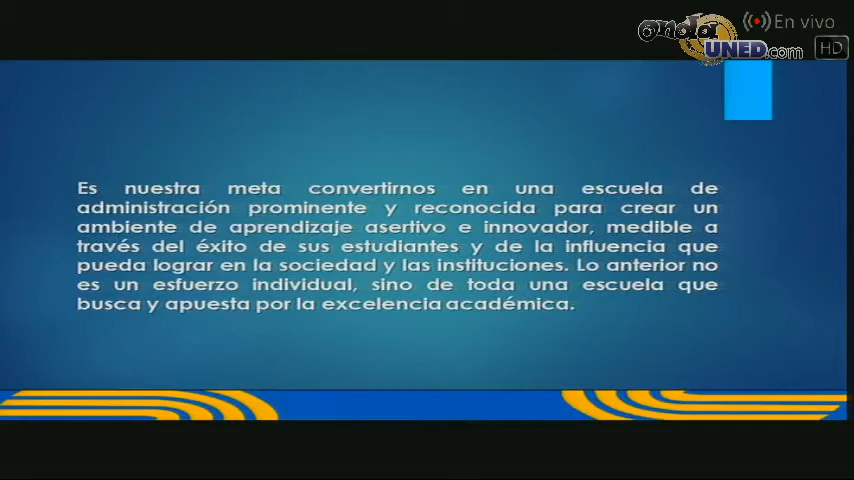 onda
UNED.com
En vivo
HD
Es nuestra meta convertirnos en una escuela de
administración prominente y reconocida para crear un
ambiente de aprendizaje asertivo e innovador, medible a
través del éxito de sus estudiantes y de la influencia que
pueda lograr en la sociedad y las instituciones. Lo anterior no
es un esfuerzo individual, sino de toda una escuela que
busca y apuesta por la excelencia académica.